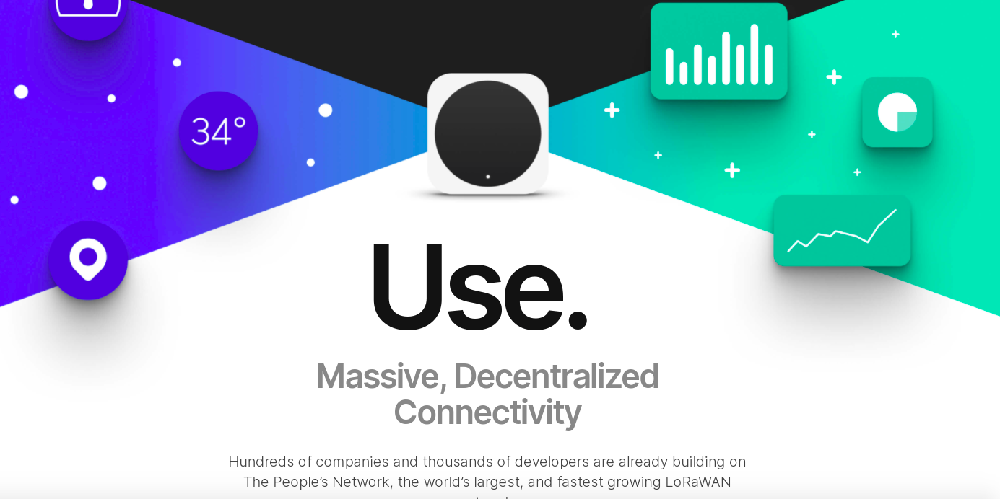 34°
Use.
Massive, Decentralized
Connectivity
Hundreds of companies and thousands of developers are already building on
The People’s Network, the world’s largest, and fastest growing LoRaWAN